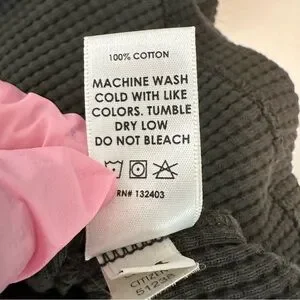 100% COTTON
MACHINE WASH
COLD WITH LIKE
COLORS. TUMBLE
DRY LOW
DO NOT BLEACH
RN# 132403